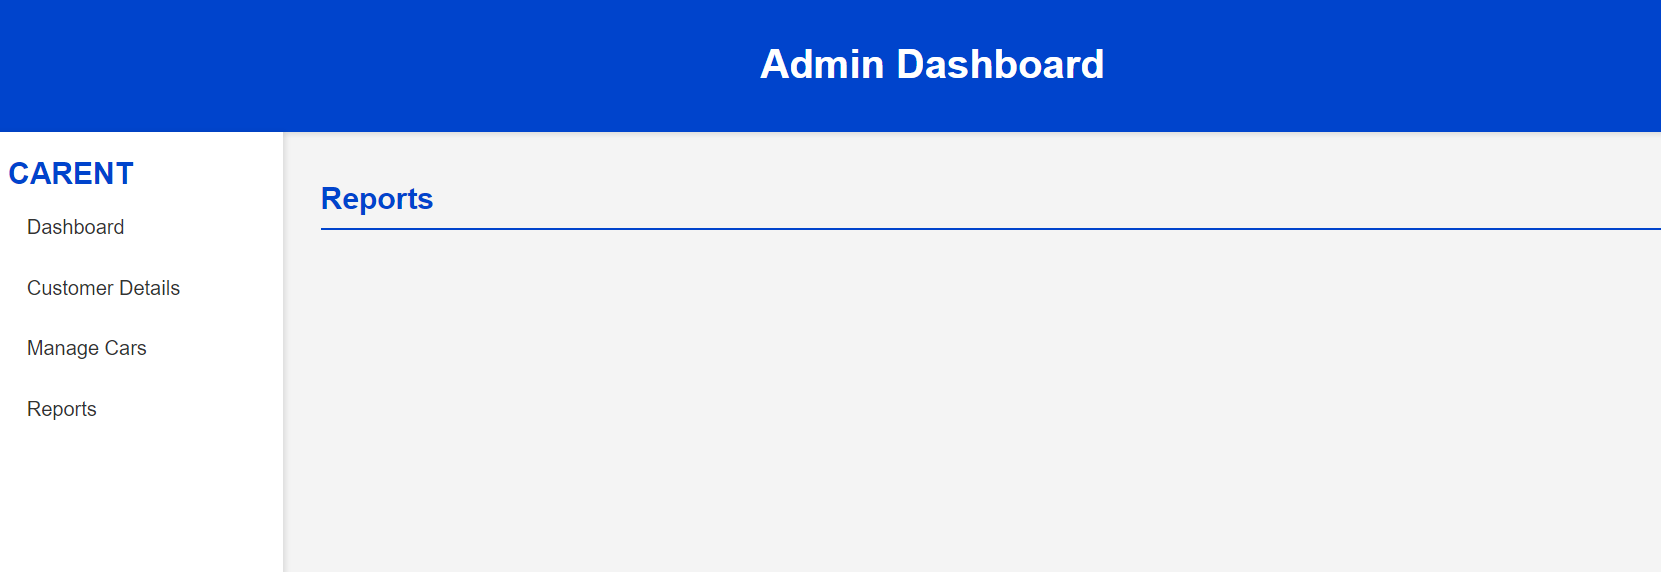 Admin Dashboard
CARENT
Dashboard
Customer Details
Manage Cars
Reports
Reports